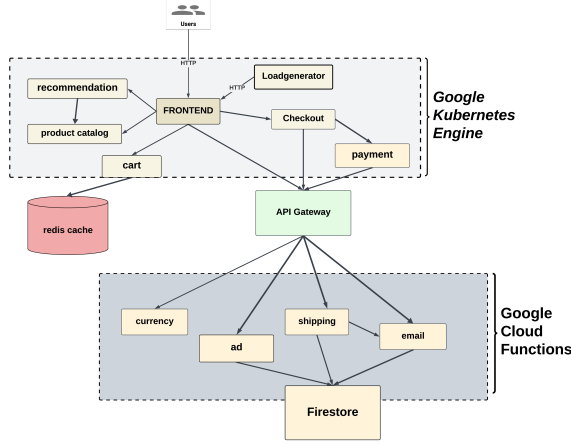 Users
HTTP
Loadgenerator
HTTP
recommendation
FRONTEND
Checkout
product catalog
payment
cart
Google
Kubernetes
Engine
redis cache
API Gateway
currency
shipping
email
ad
Google
Cloud
Functions
Firestore